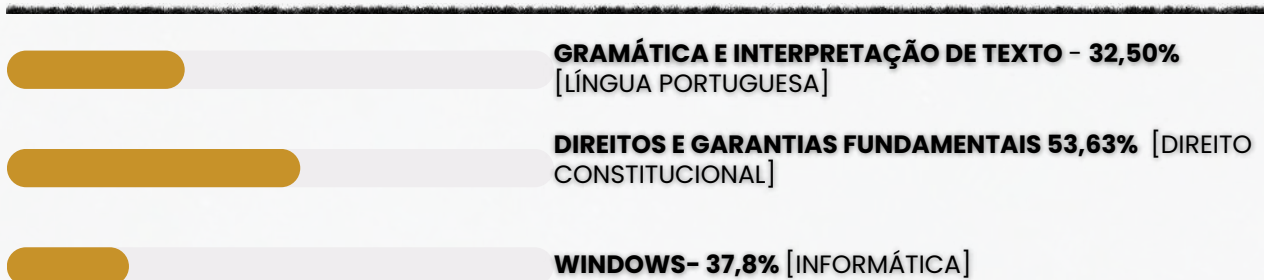 GRAMÁTICA E INTERPRETAÇÃO DE TEXTO - 32,50%
[LÍNGUA PORTUGUESA]
DIREITOS E GARANTIAS FUNDAMENTAIS 53,63% [DIREITO
CONSTITUCIONAL]
WINDOWS- 37,8% [INFORMÁTICA]